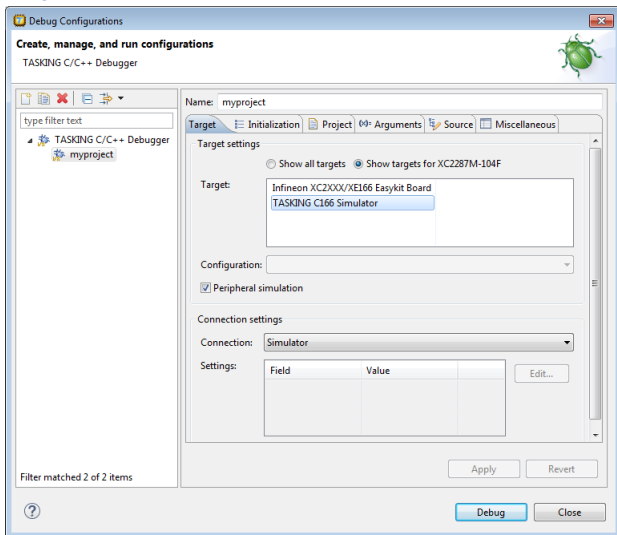 Debug Configurations
Create, manage, and run configurations
TASKING C/C++ Debugger
type filter text
TASKING C/C++ Debugger
myproject
Filter matched 2 of 2 items
Name: myproject
Target Initialization Project (x)= Arguments Source Miscellaneous
Target settings
Show all targets Show targets for XC2287M-104F
Target:
Infineon XC2XXX/XE166 Easykit Board
TASKING C166 Simulator
Configuration:
Peripheral simulation
Connection settings
Connection: Simulator
Settings:
Field Value
Edit...
Apply Revert
? Debug Close